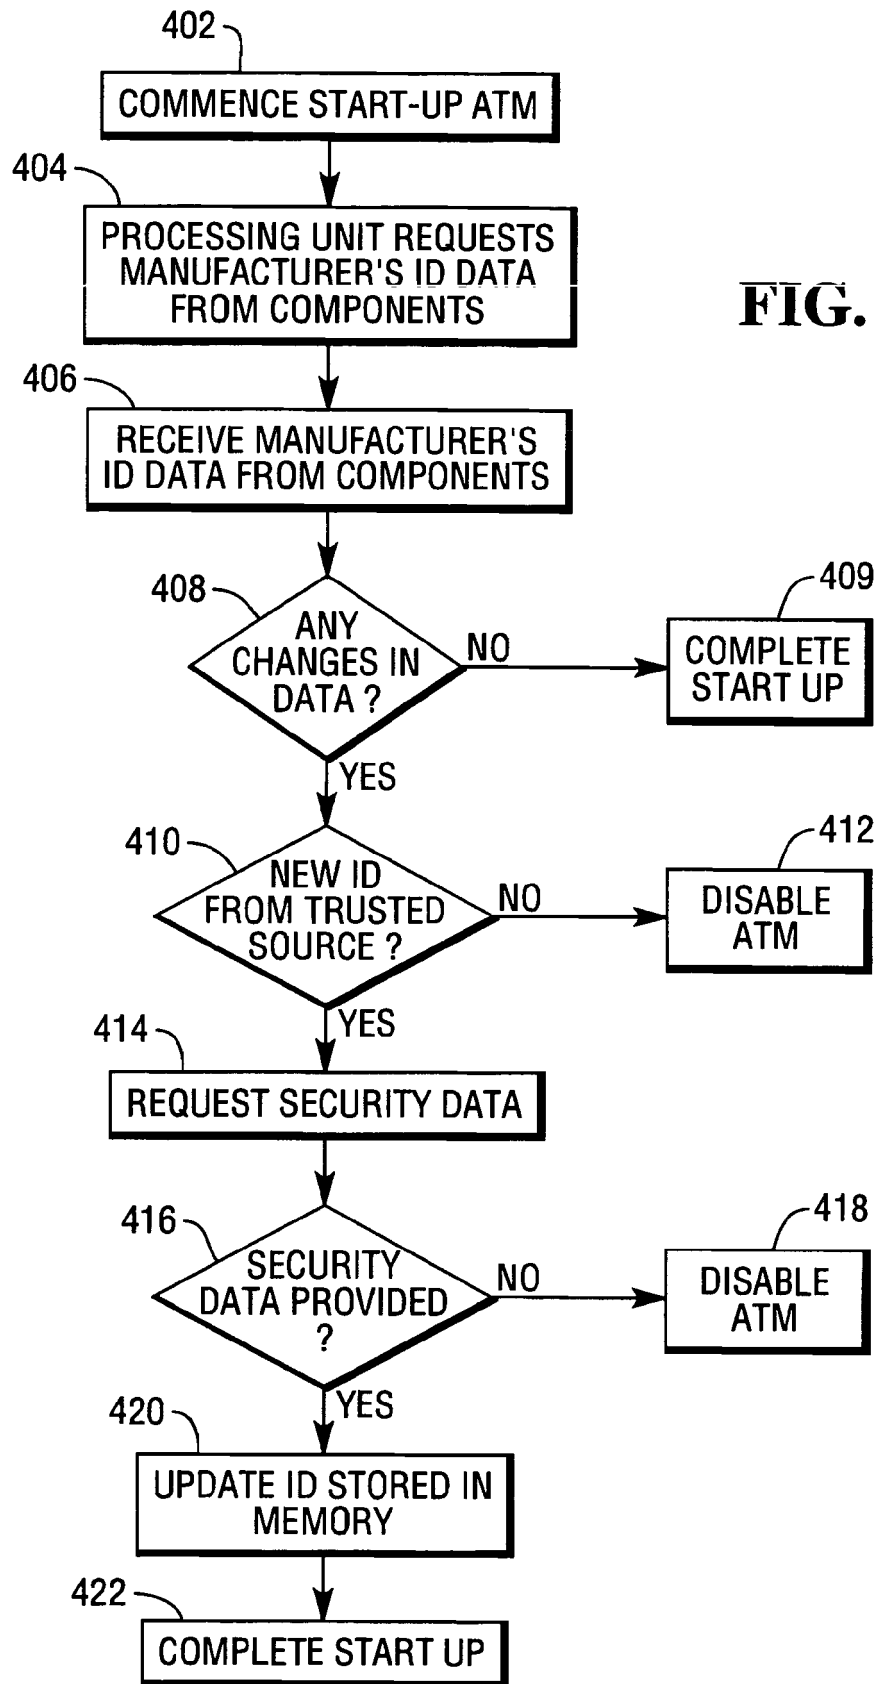 402
COMMENCE START-UP ATM
404
PROCESSING UNIT REQUESTS
MANUFACTURER'S ID DATA
FROM COMPONENTS
FIG.
406
RECEIVE MANUFACTURER'S
ID DATA FROM COMPONENTS
408
ANY
CHANGES IN
DATA ?
NO
409
COMPLETE
START UP
YES
410
NEW ID
FROM TRUSTED
SOURCE ?
NO
412
DISABLE
ATM
YES
414
REQUEST SECURITY DATA
416
SECURITY
DATA PROVIDED
?
NO
418
DISABLE
ATM
YES
420
UPDATE ID STORED IN
MEMORY
422
COMPLETE START UP